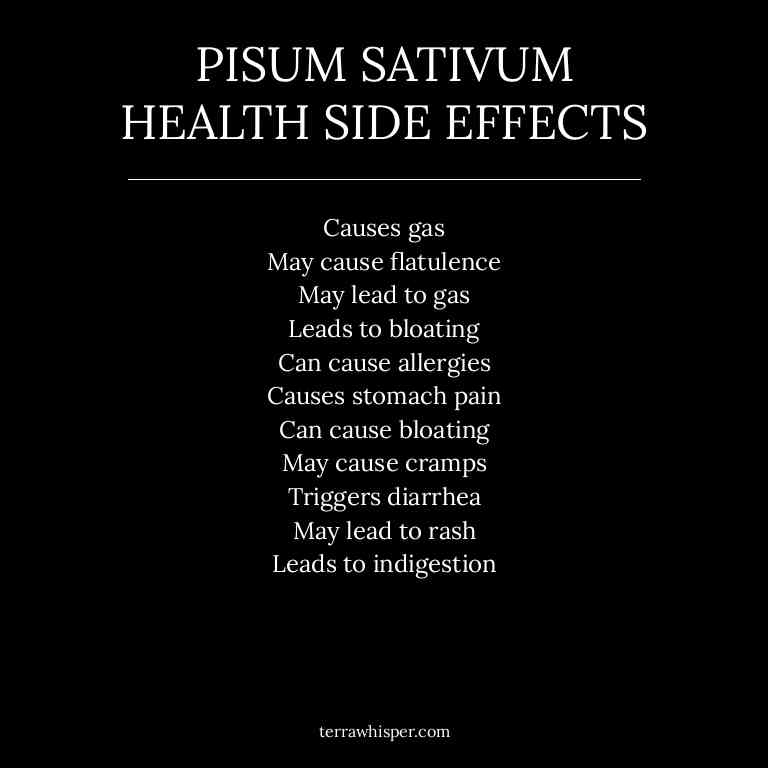 PISUM SATIVUM
HEALTH SIDE EFFECTS
Causes gas
May cause flatulence
May lead to gas
Leads to bloating
Can cause allergies
Causes stomach pain
Can cause bloating
May cause cramps
Triggers diarrhea
May lead to rash
Leads to indigestion
terrawhisper.com